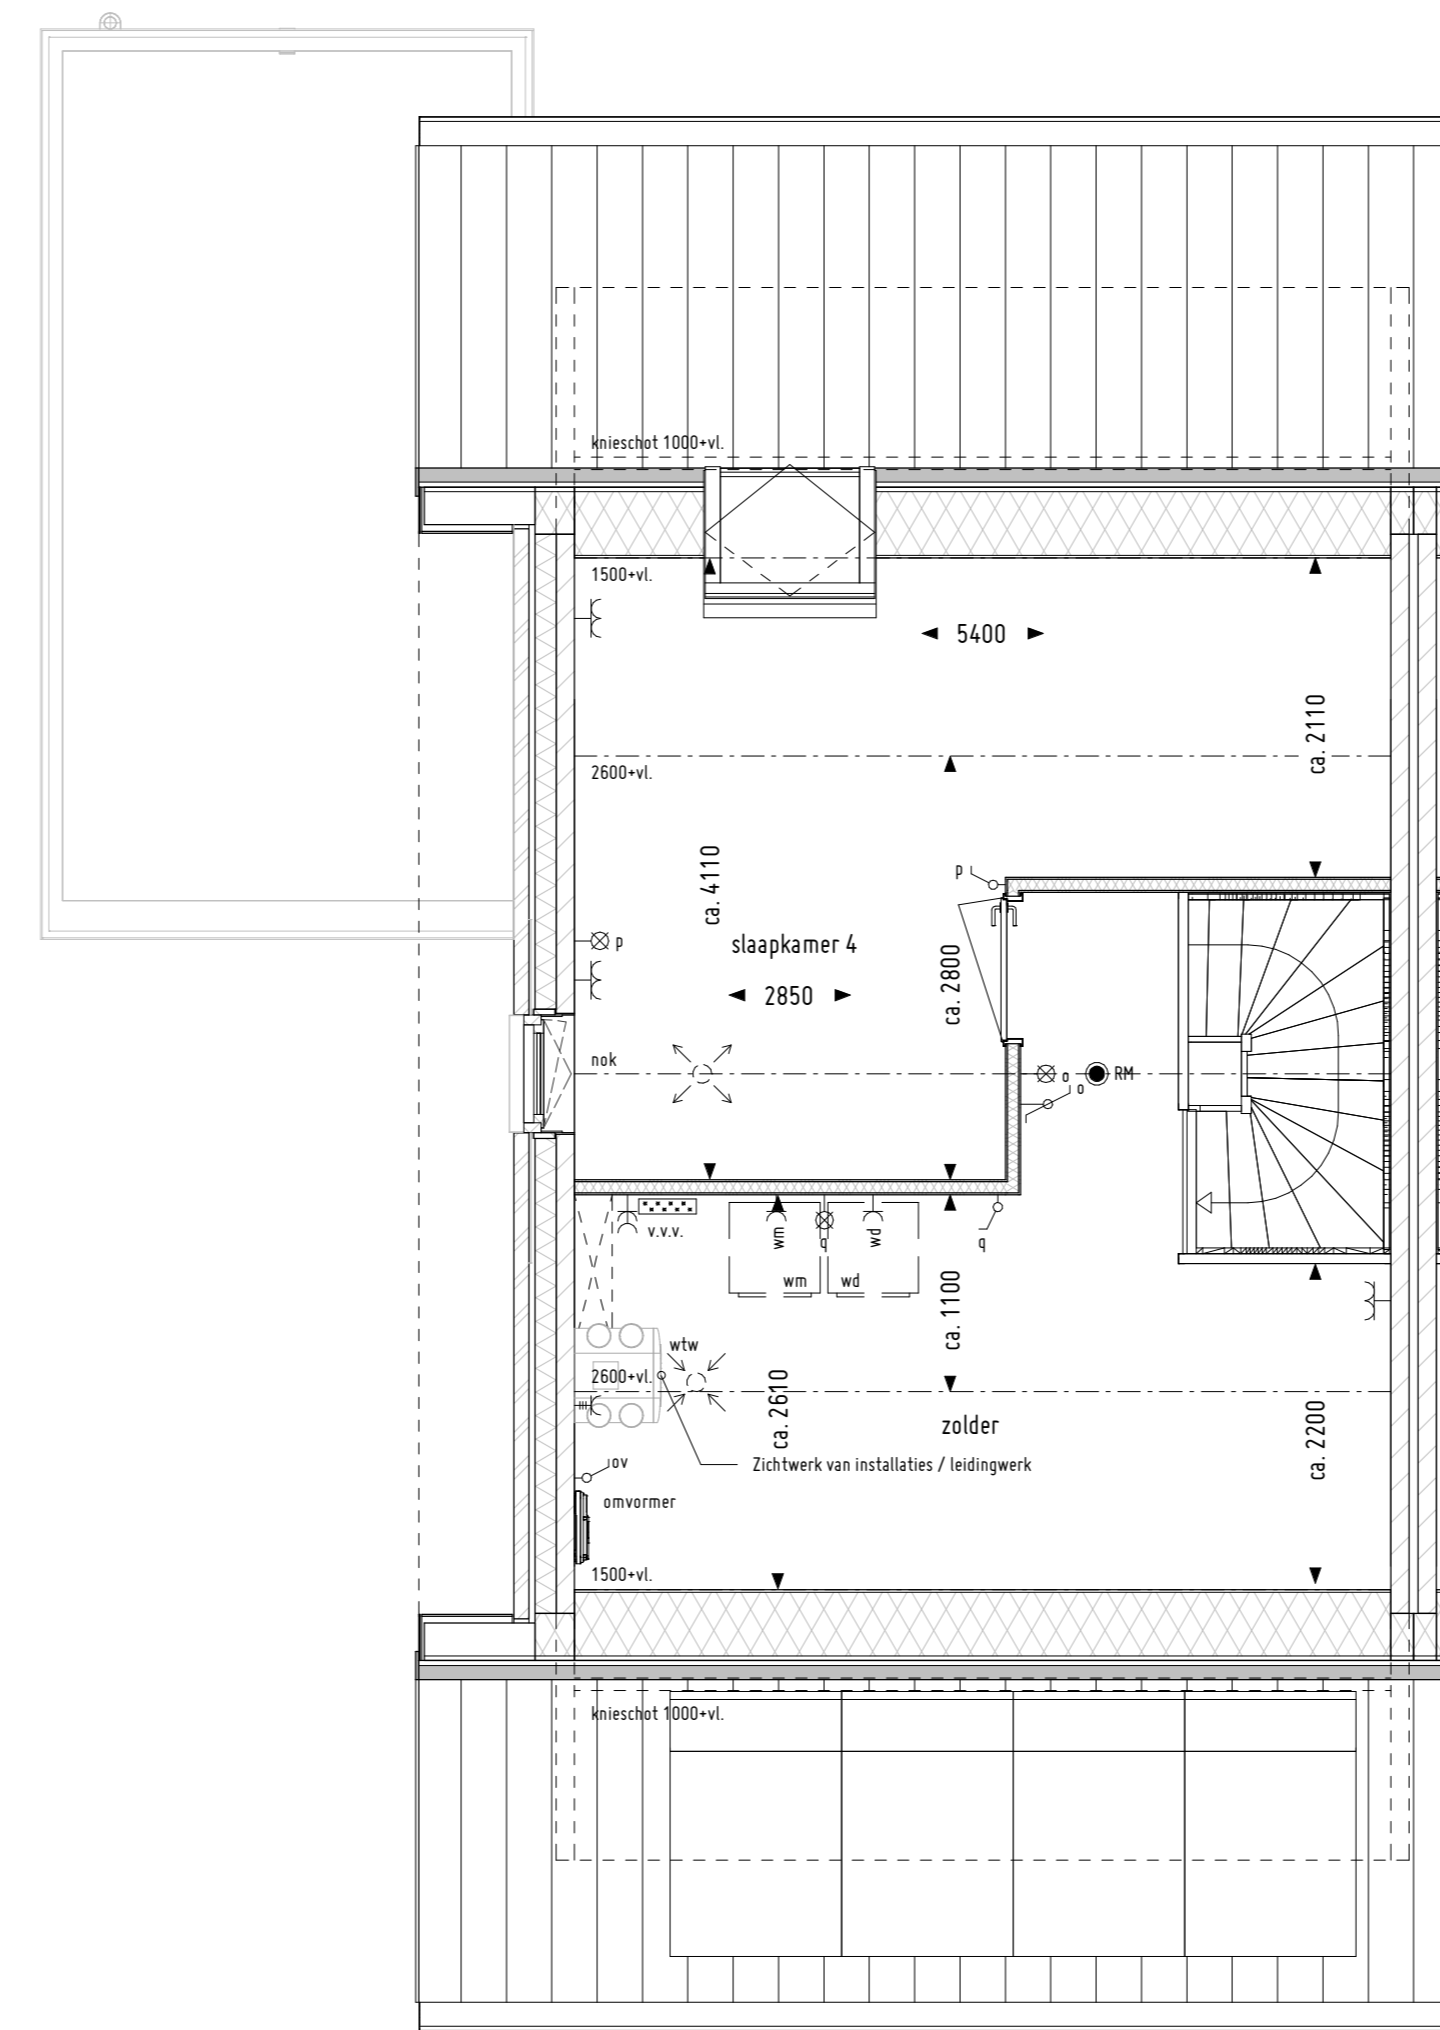 knieschot 1000+vl.
1500+vl.
5400
ca. 2110
2600+vl.
ca. 4110
p
p
slaapkamer 4
ca. 2800
2850
nok
o
RM
o
v.v.v.
wm
q
wd
q
wm
wd
ca. 1100
wtw
2600+vl.
ca. 2610
zolder
ca. 2200
ov
Zichtwerk van installaties / leidingwerk
omvormer
1500+vl.
knieschot 1000+vl.